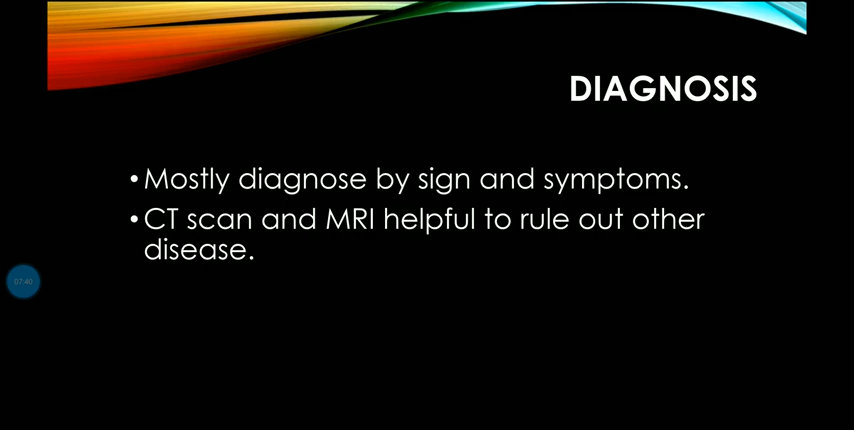 DIAGNOSIS
• Mostly diagnose by sign and symptoms.
• CT scan and MRI helpful to rule out other
disease.
07:40